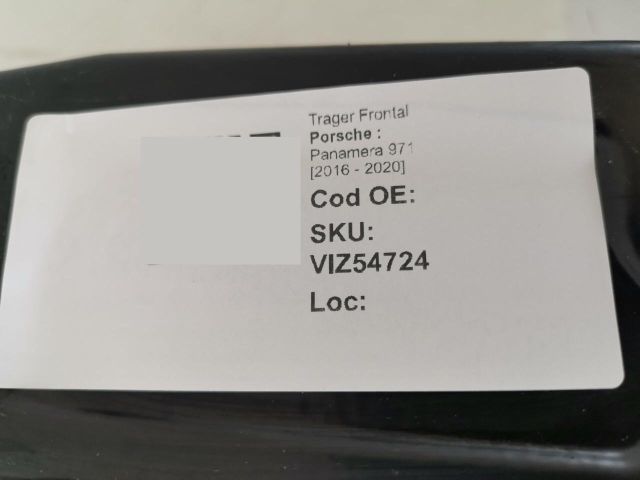 Trager Frontal
Porsche :
Panamera 971
[2016 - 2020]
Cod OE:
SKU:
VIZ54724
Loc: